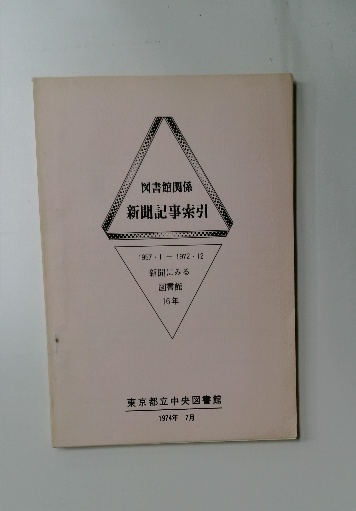 図書館関係
新聞記事索引
1957・1 — 1972・12
新聞にみる
図書館
16年
東京都立中央図書館
1974年 7月